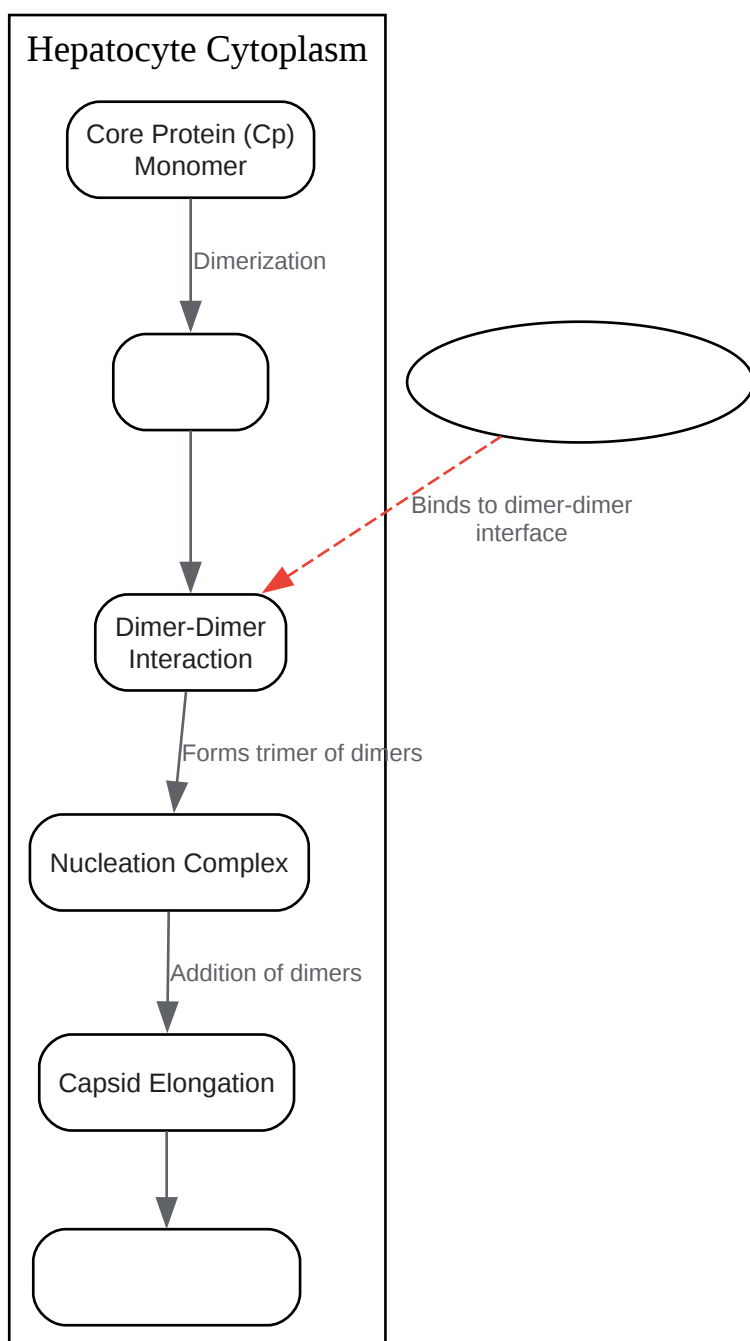 Hepatocyte Cytoplasm
Core Protein (Cp)
Monomer
Dimerization
Binds to dimer-dimer
interface
Dimer-Dimer
Interaction
Forms trimer of dimers
Nucleation Complex
Addition of dimers
Capsid Elongation